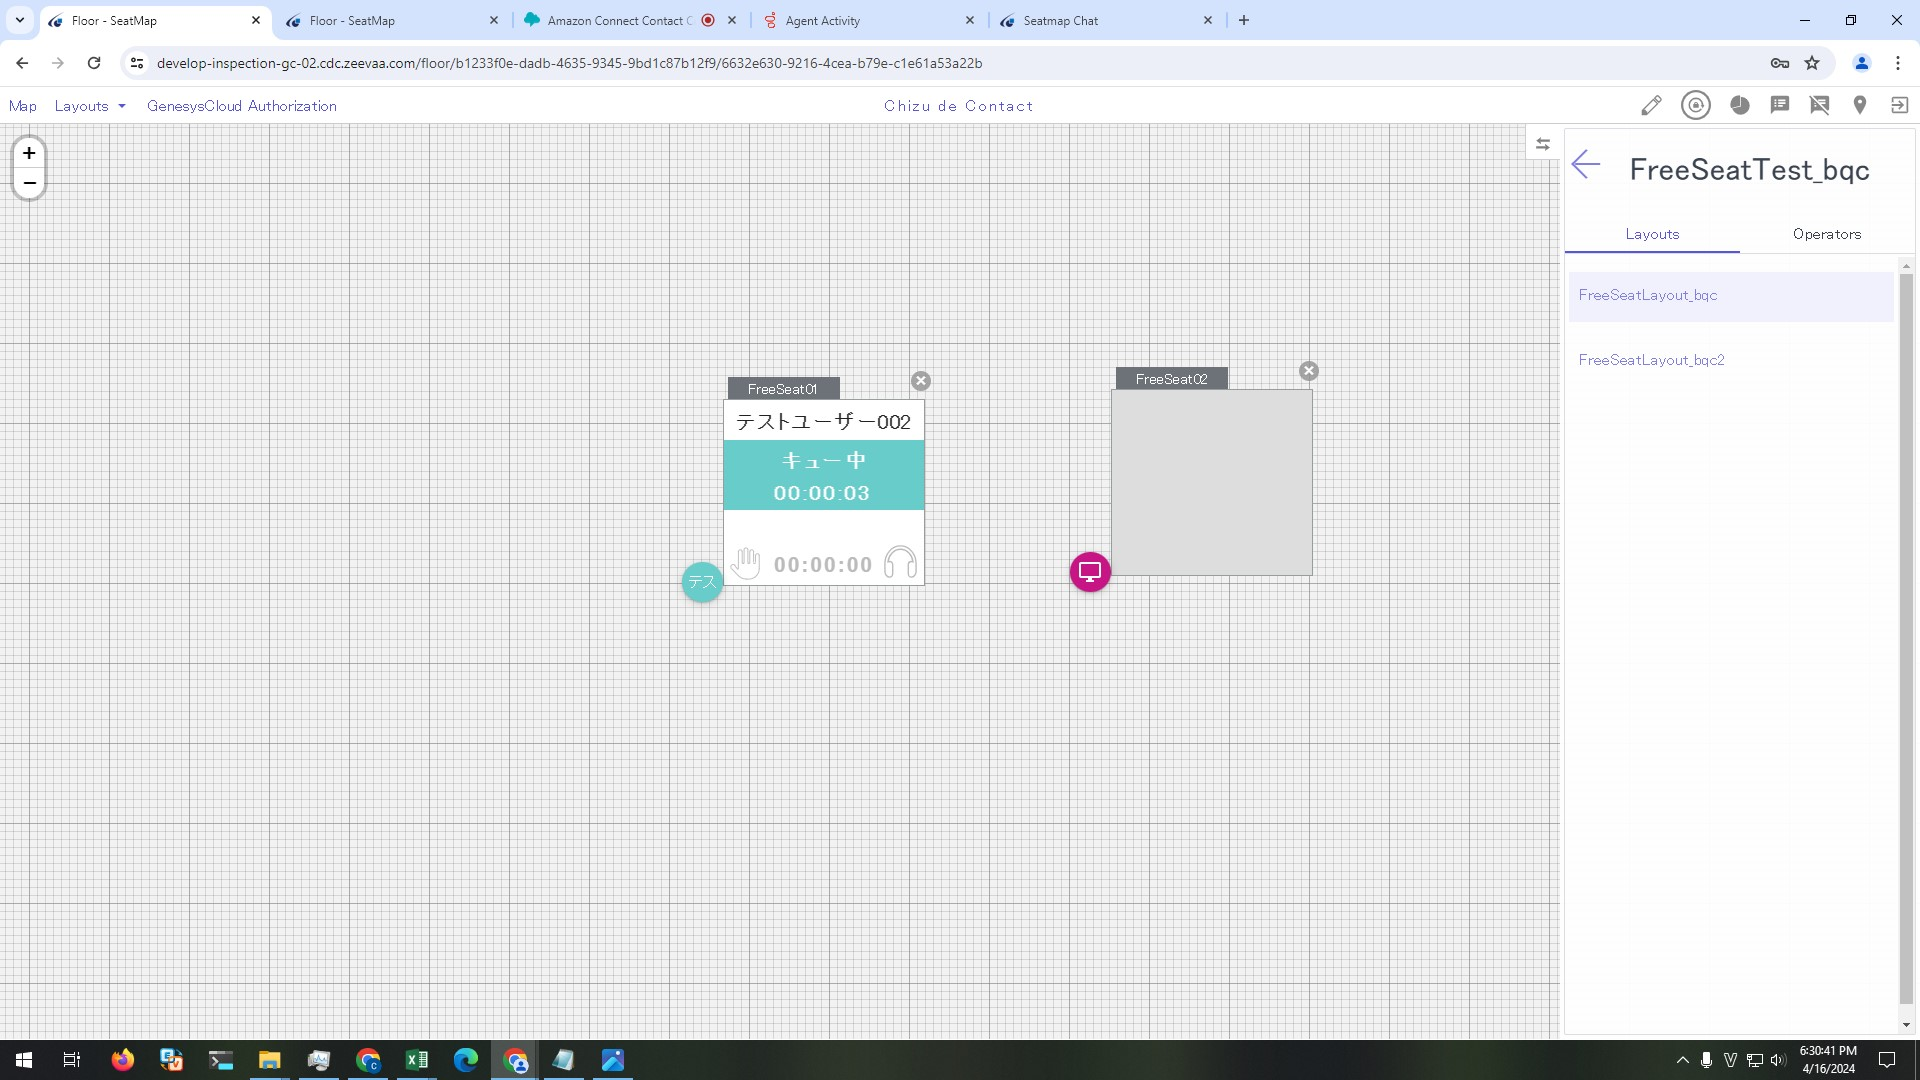 Floor - SeatMap
Floor - SeatMap
Amazon Connect Contact C
Agent Activity
Seatmap Chat
develop-inspection-gc-02.cdc.zeevaa.com/floor/b1233f0e-dadb-4635-9345-9bd1c87b12f9/6632e630-9216-4cea-b79e-c1e61a53a22b
Map
Layouts
GenesysCloud Authorization
Chizu de Contact
+
−
FreeSeatTest_bqc
Layouts
Operators
FreeSeatLayout_bqc
FreeSeatLayout_bqc2
FreeSeat01
テストユーザー002
キュー中
00:00:03
00:00:00
テス
FreeSeat02
6:30:41 PM
4/16/2024